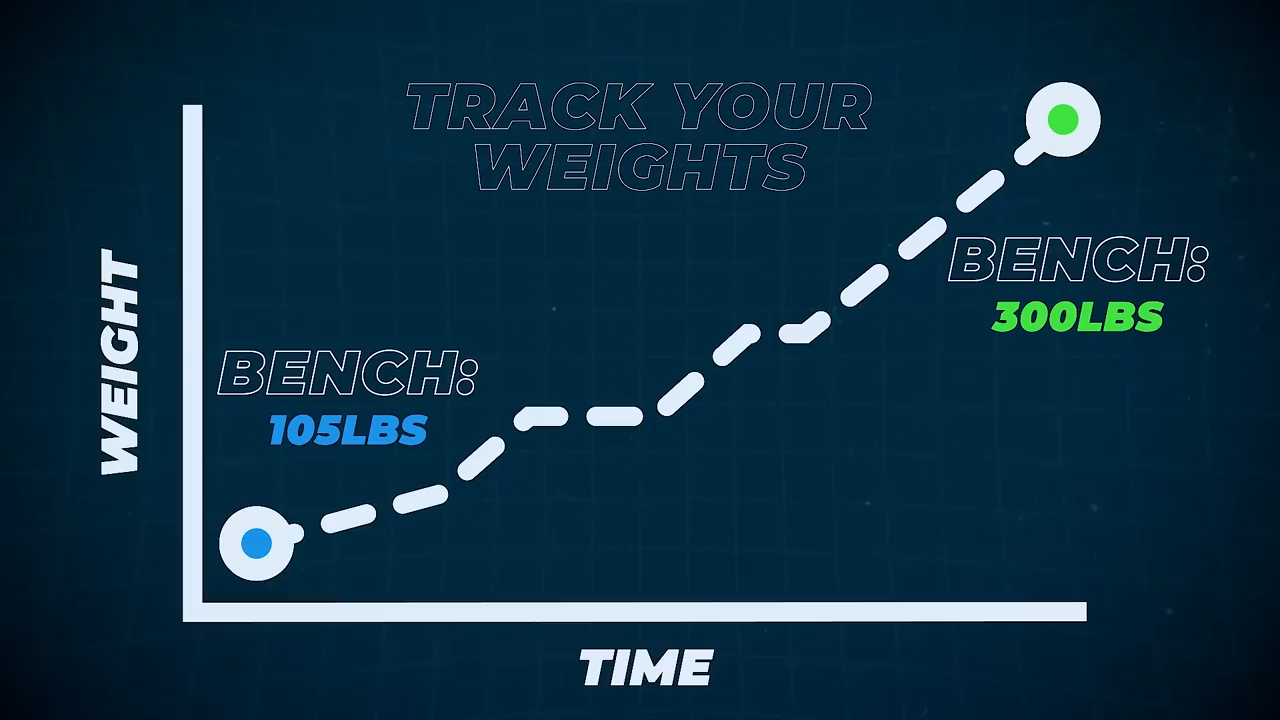 TRACK YOUR
WEIGHTS
BENCH:
300LBS
WEIGHT
BENCH:
105LBS
TIME